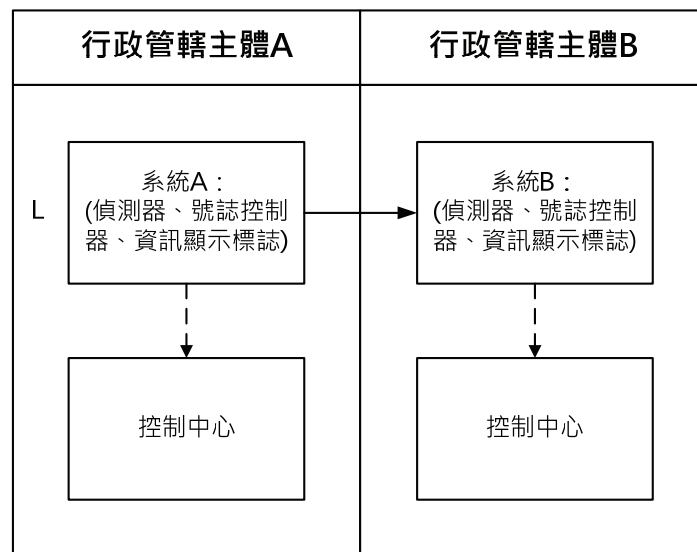 行政管轄主體A
行政管轄主體B
L
系統A：
(偵測器、號誌控制
器、資訊顯示標誌)
系統B：
(偵測器、號誌控制
器、資訊顯示標誌)
控制中心
控制中心